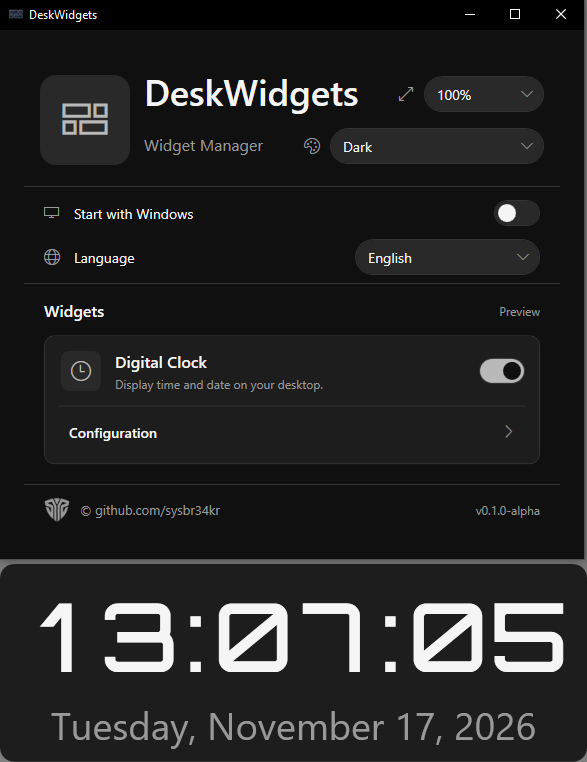 DeskWidgets
DeskWidgets
100%
Widget Manager
Dark
Start with Windows
Language
English
Widgets
Preview
Digital Clock
Display time and date on your desktop.
Configuration
© github.com/sysbr34kr
v0.1.0-alpha
13:07:05
Tuesday, November 17, 2026